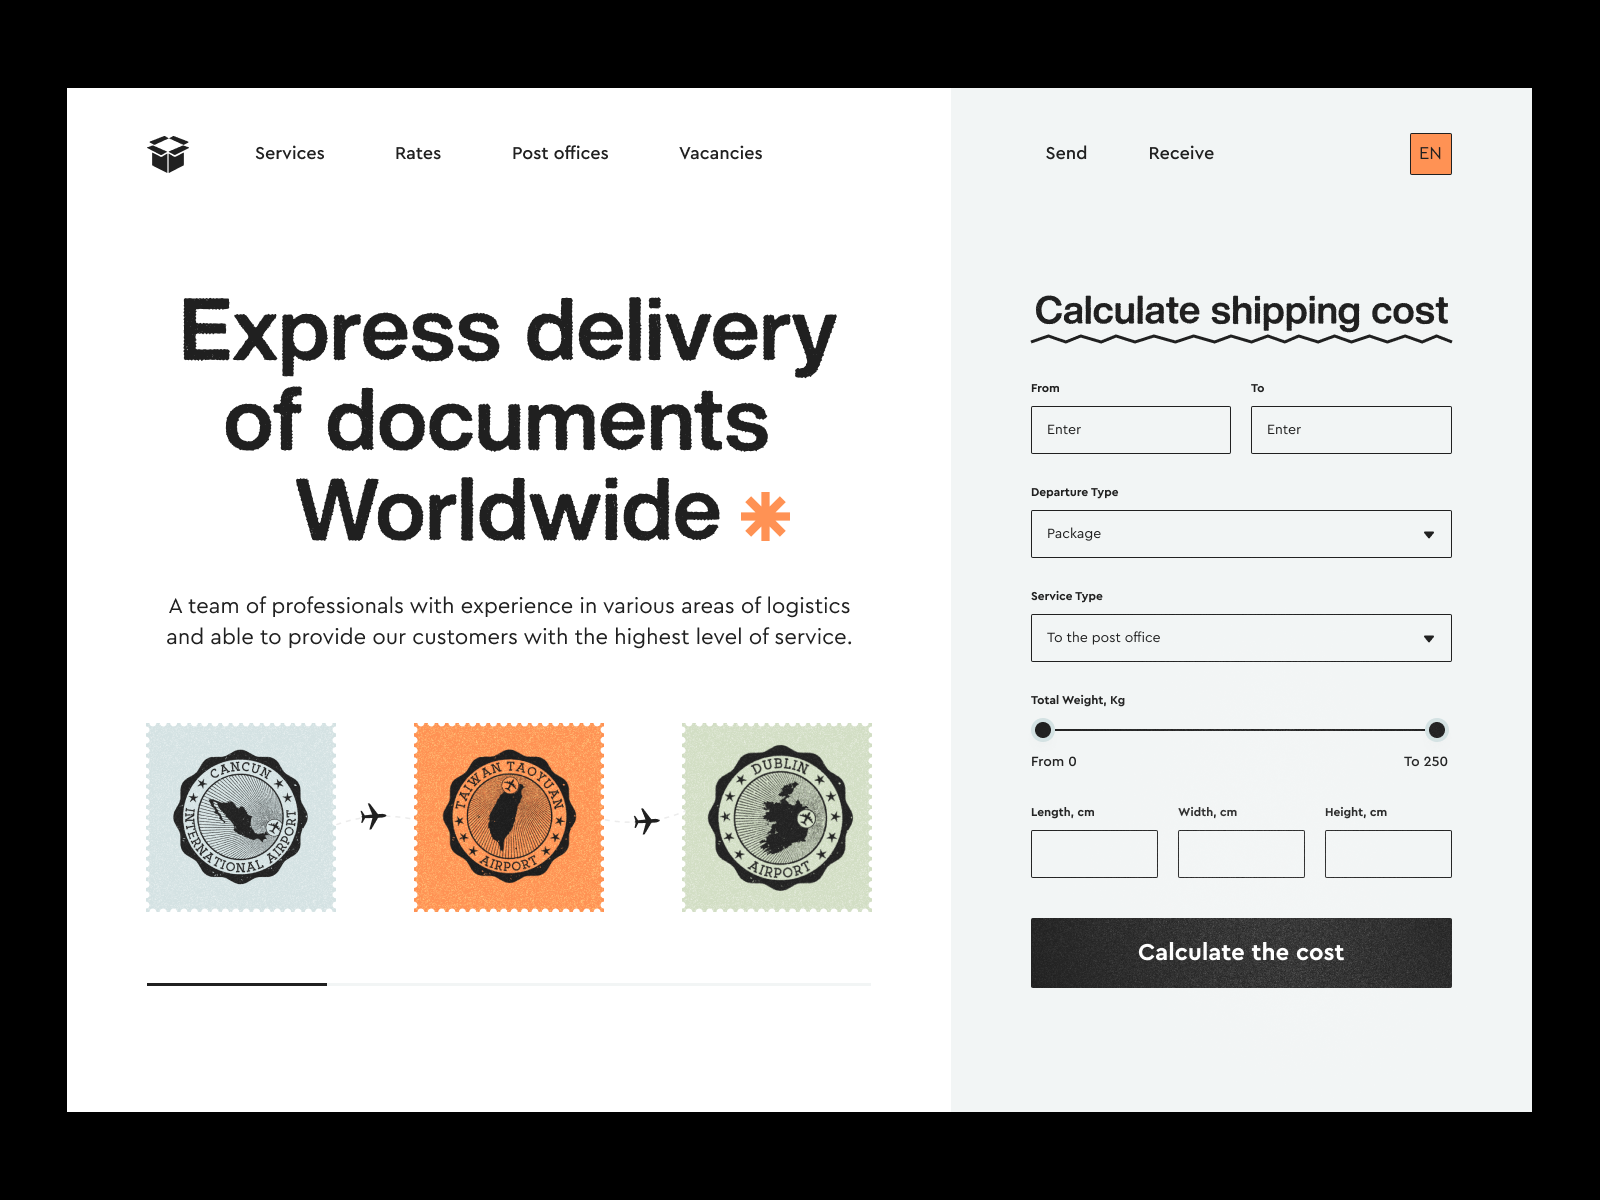 Services Rates Post offices Vacancies
Send Receive EN
Express delivery
of documents
Worldwide
A team of professionals with experience in various areas of logistics
and able to provide our customers with the highest level of service.
CANCUN
INTERNATIONAL AIRPORT
TAIWAN TAOYUAN
AIRPORT
DUBLIN
AIRPORT
Calculate shipping cost
From To
Enter Enter
Departure Type
Package
Service Type
To the post office
Total Weight, Kg
From 0 To 250
Length, cm Width, cm Height, cm
Calculate the cost